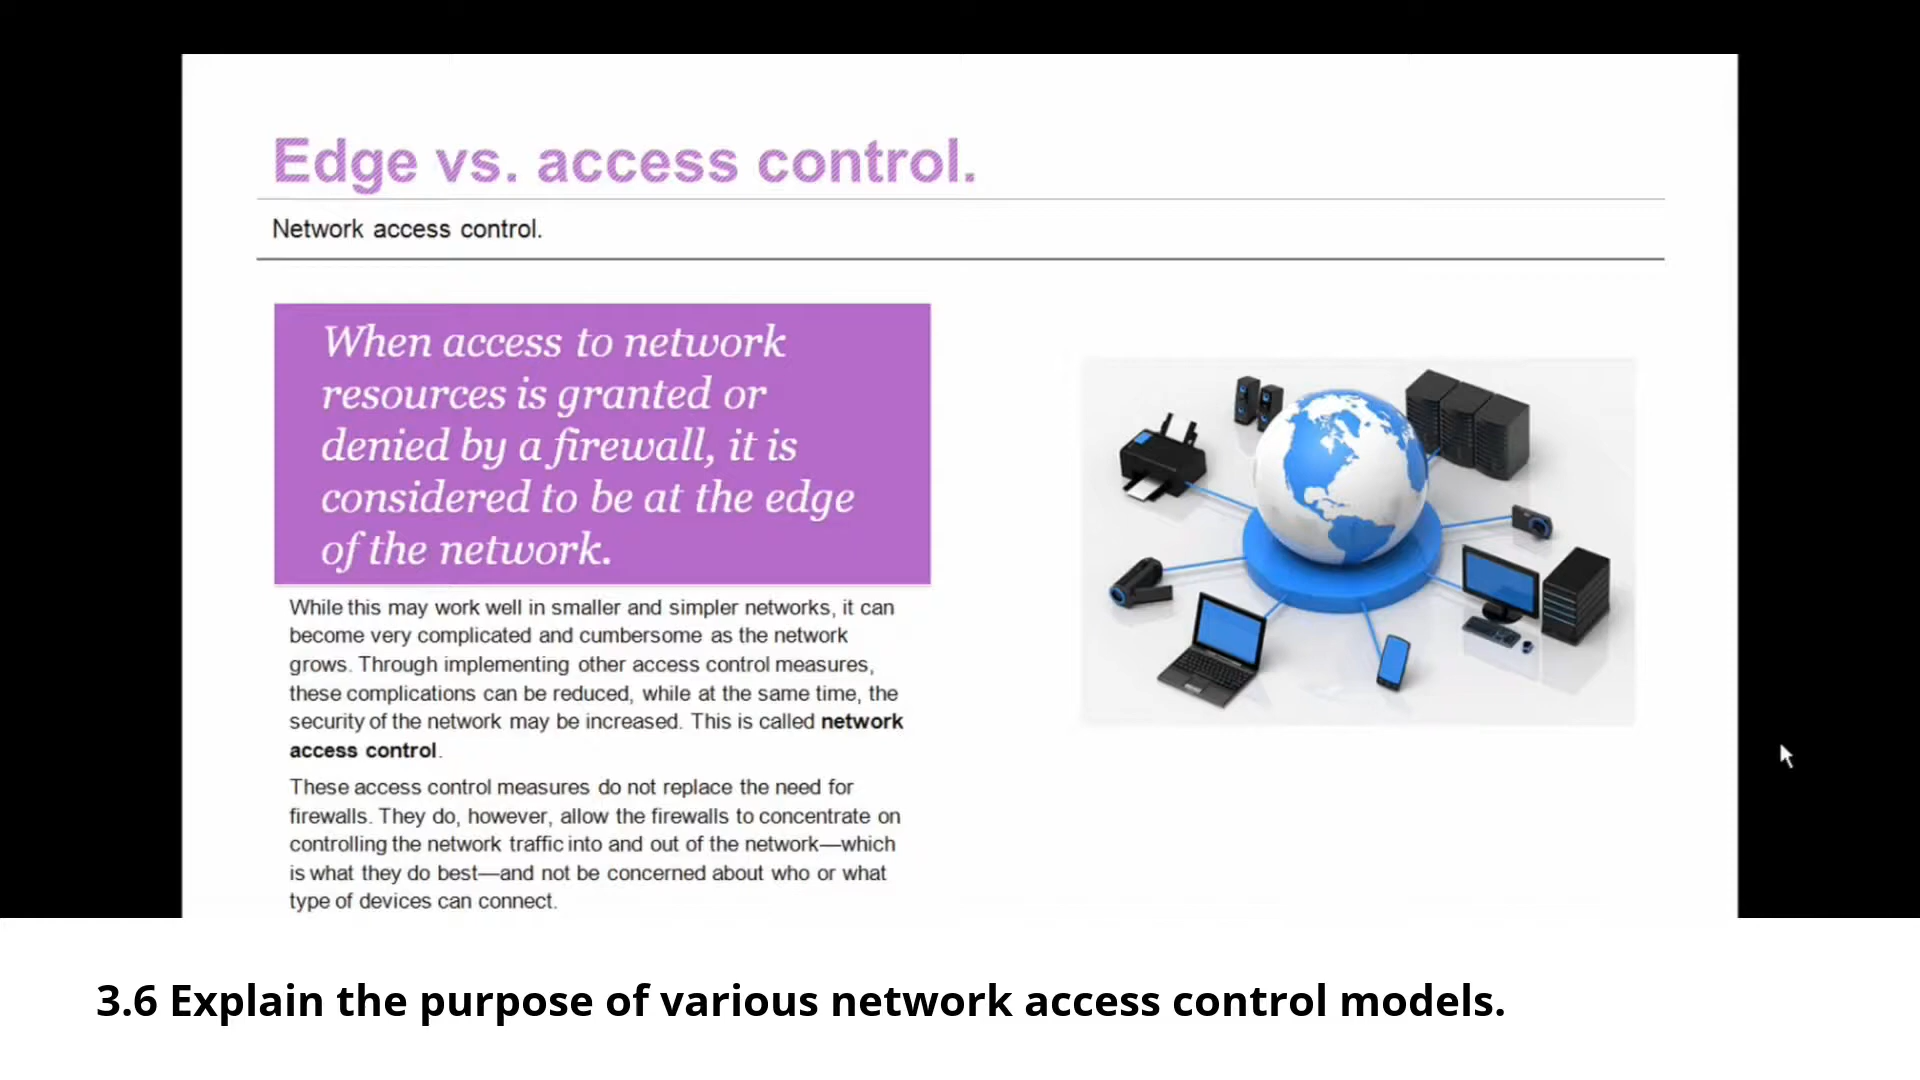 Edge vs. access control.
Network access control.
When access to network
resources is granted or
denied by a firewall, it is
considered to be at the edge
of the network.
While this may work well in smaller and simpler networks, it can
become very complicated and cumbersome as the network
grows. Through implementing other access control measures,
these complications can be reduced, while at the same time, the
security of the network may be increased. This is called network
access control.
These access control measures do not replace the need for
firewalls. They do, however, allow the firewalls to concentrate on
controlling the network traffic into and out of the network—which
is what they do best—and not be concerned about who or what
type of devices can connect.
3.6 Explain the purpose of various network access control models.